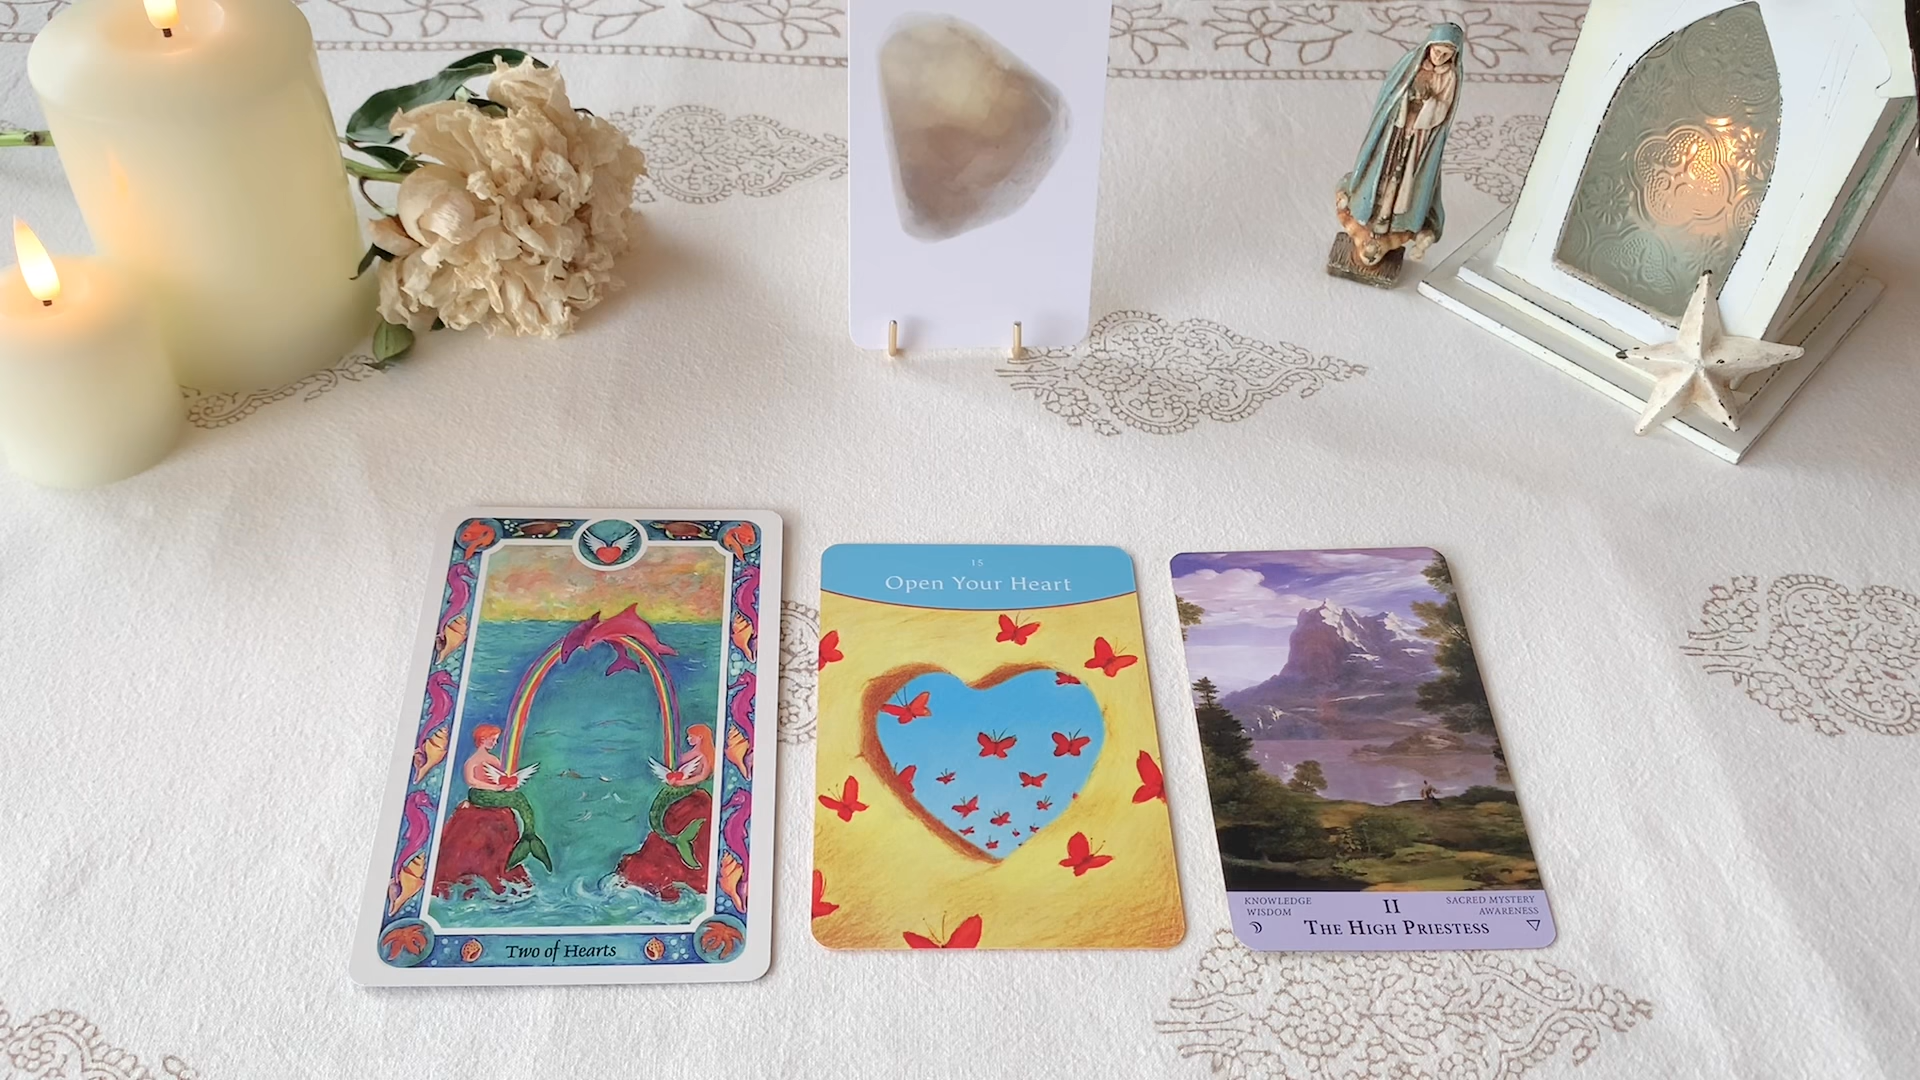 Two of Hearts
15
Open Your Heart
KNOWLEDGE
WISDOM
II
SACRED MYSTERY
AWARENESS
THE HIGH PRIESTESS